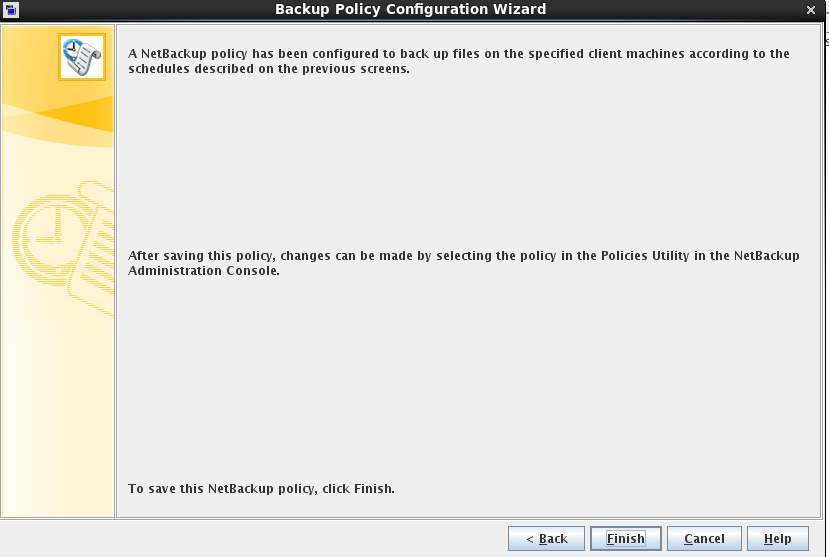 Backup Policy Configuration Wizard
A NetBackup policy has been configured to back up files on the specified client machines according to the
schedules described on the previous screens.
After saving this policy, changes can be made by selecting the policy in the Policies Utility in the NetBackup
Administration Console.
To save this NetBackup policy, click Finish.
< Back Finish Cancel Help